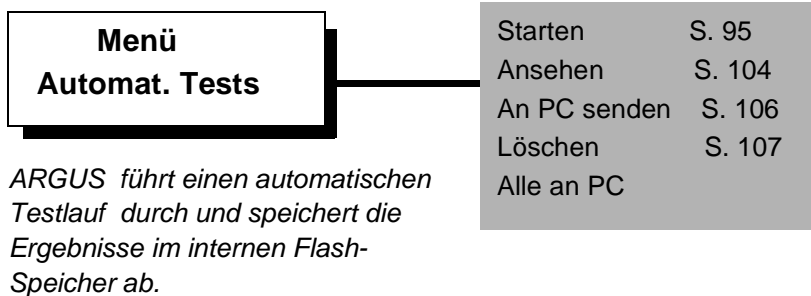 Menü
Automat. Tests
Starten S. 95
Ansehen S. 104
An PC senden S. 106
Löschen S. 107
Alle an PC
ARGUS führt einen automatischen
Testlauf durch und speichert die
Ergebnisse im internen Flash-
Speicher ab.